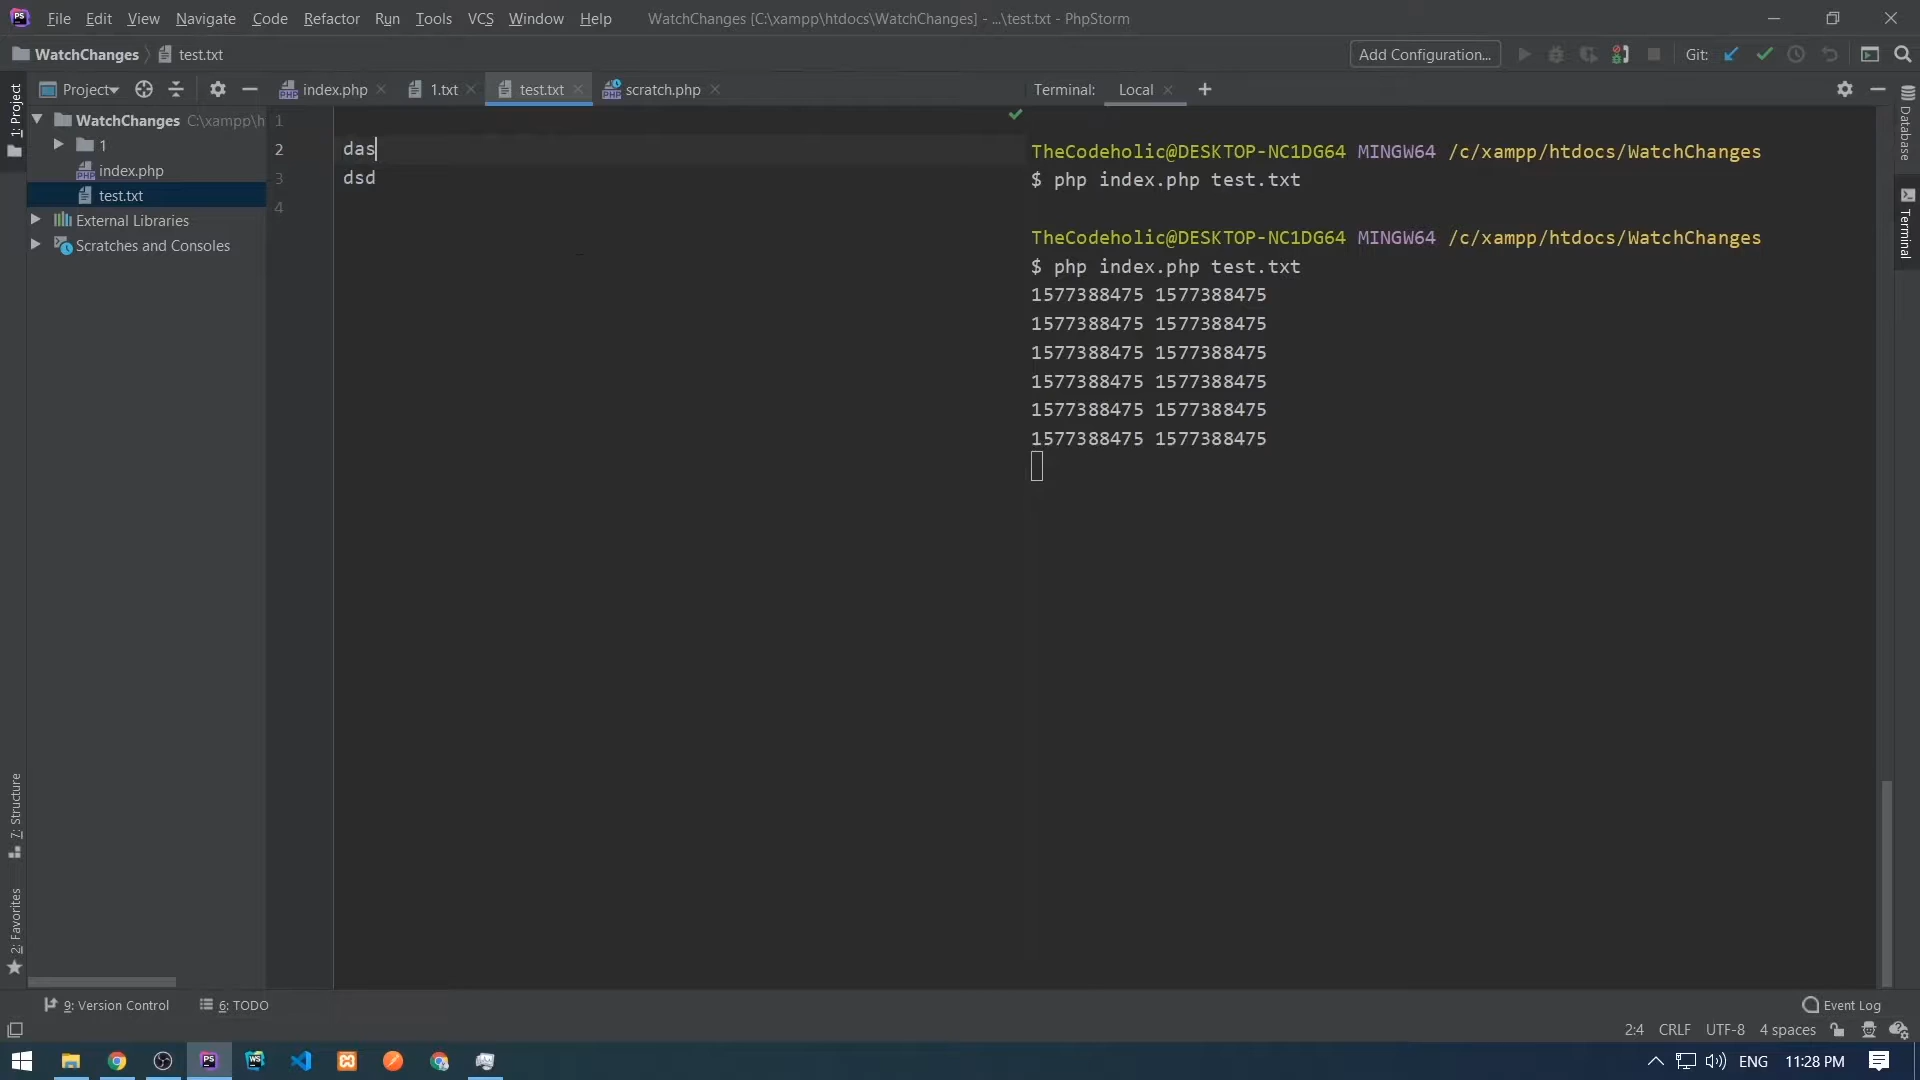 File Edit View Navigate Code Refactor Run Tools VCS Window Help WatchChanges [C:\xampp\htdocs\WatchChanges] - ...\test.txt - PhpStorm
WatchChanges test.txt Add Configuration... Git:
Project index.php 1.txt test.txt scratch.php Terminal: Local
1: Project
WatchChanges C:\xampp\h
1
index.php
test.txt
External Libraries
Scratches and Consoles
1
2 das
3 dsd
4
TheCodeholic@DESKTOP-NC1DG64 MINGW64 /c/xampp/htdocs/WatchChanges
$ php index.php test.txt
TheCodeholic@DESKTOP-NC1DG64 MINGW64 /c/xampp/htdocs/WatchChanges
$ php index.php test.txt
1577388475 1577388475
1577388475 1577388475
1577388475 1577388475
1577388475 1577388475
1577388475 1577388475
1577388475 1577388475
Database
Terminal
7: Structure
2: Favorites
9: Version Control 6: TODO Event Log
2:4 CRLF UTF-8 4 spaces
ENG 11:28 PM